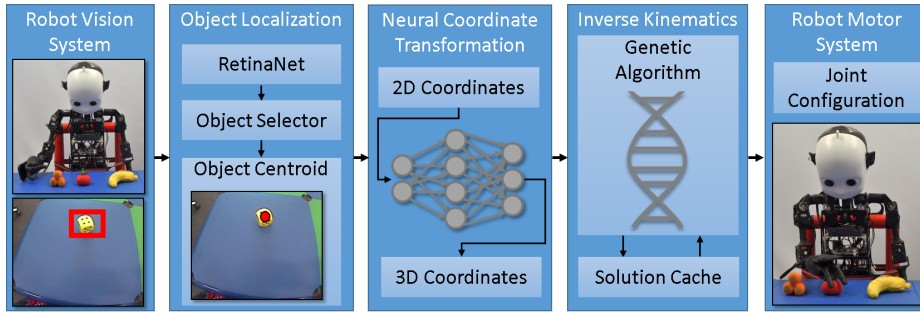 Robot Vision
System
Object Localization
RetinaNet
Object Selector
Object Centroid
Neural Coordinate
Transformation
2D Coordinates
3D Coordinates
Inverse Kinematics
Genetic
Algorithm
Solution Cache
Robot Motor
System
Joint
Configuration